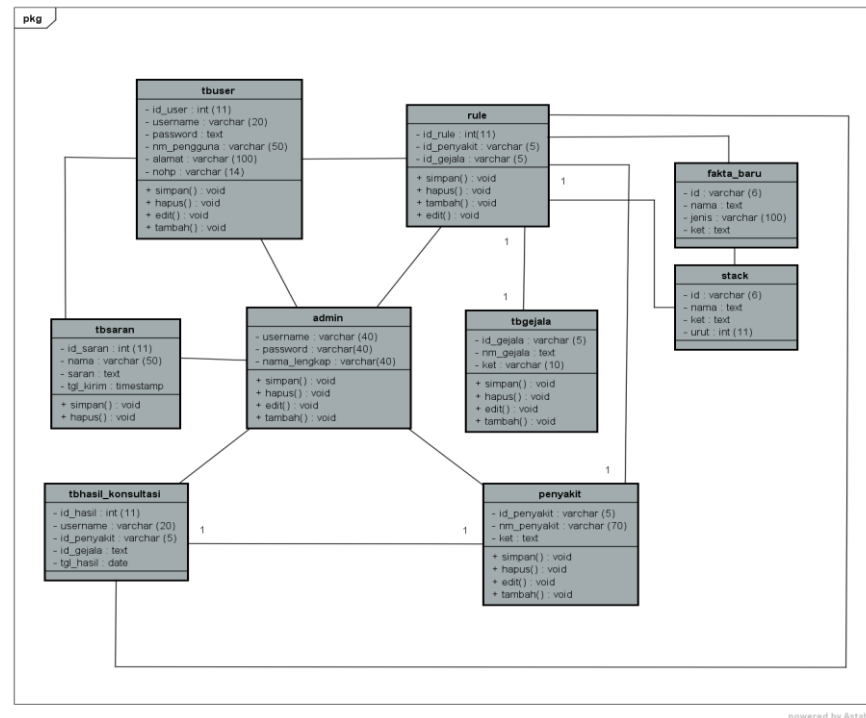 pkg
tbuser
- id_user : int (11)
- username : varchar (20)
- password : text
- nm_pengguna : varchar (50)
- alamat : varchar (100)
- nohp : varchar (14)
+ simpan() : void
+ hapus() : void
+ edit() : void
+ tambah() : void
rule
- id_rule : int(11)
- id_penyakit : varchar (5)
- id_gejala : varchar (5)
+ simpan() : void
+ hapus() : void
+ tambah() : void
+ edit() : void
1
1
fakta_baru
- id : varchar (6)
- nama : text
- jenis : varchar (100)
- ket : text
stack
- id : varchar (6)
- nama : text
- ket : text
- urut : int (11)
tbsaran
- id_saran : int (11)
- nama : varchar (50)
- saran : text
- tgl_kirim : timestamp
+ simpan() : void
+ hapus() : void
admin
- username : varchar (40)
- password : varchar(40)
- nama_lengkap : varchar(40)
+ simpan() : void
+ hapus() : void
+ edit() : void
+ tambah() : void
1
tbgejala
- id_gejala : varchar (5)
- nm_gejala : text
- ket : varchar (10)
+ simpan() : void
+ hapus() : void
+ edit() : void
+ tambah() : void
tbhasil_konsultasi
- id_hasil : int (11)
- username : varchar (20)
- id_penyakit : varchar (5)
- id_gejala : text
- tgl_hasil : date
1
1
1
penyakit
- id_penyakit : varchar (5)
- nm_penyakit : varchar (70)
- ket : text
+ simpan() : void
+ hapus() : void
+ edit() : void
+ tambah() : void
powered by